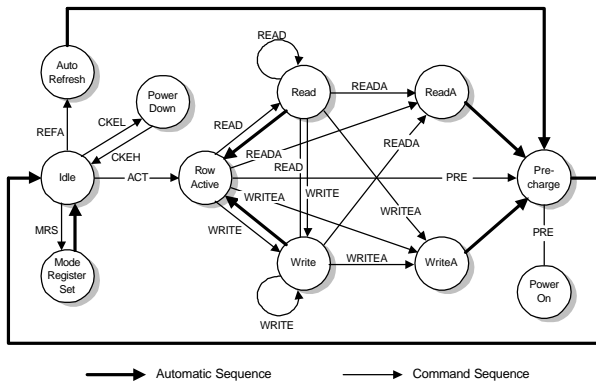 READ
Auto
Refresh
Power
Down
Read
READA
ReadA
CKEL
REFA
CKEH
READ
READA
READA
READ
Idle
ACT
Row
Active
PRE
Pre-
charge
WRITE
WRITEA
WRITEA
MRS
WRITE
PRE
Mode
Register
Set
Write
WRITEA
WriteA
Power
On
WRITE
Automatic Sequence
Command Sequence